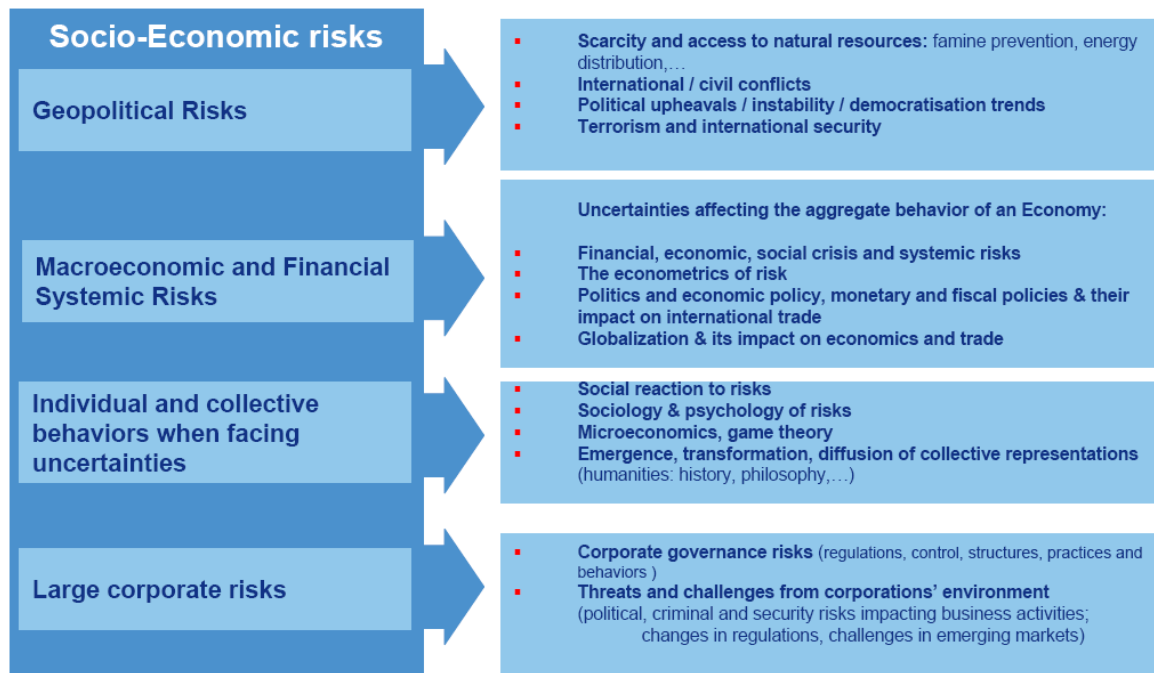 Socio-Economic risks
Geopolitical Risks
▪ Scarcity and access to natural resources: famine prevention, energy
distribution,…
▪ International / civil conflicts
▪ Political upheavals / instability / democratisation trends
▪ Terrorism and international security
Macroeconomic and Financial
Systemic Risks
Uncertainties affecting the aggregate behavior of an Economy:
▪ Financial, economic, social crisis and systemic risks
▪ The econometrics of risk
▪ Politics and economic policy, monetary and fiscal policies & their
impact on international trade
▪ Globalization & its impact on economics and trade
Individual and collective
behaviors when facing
uncertainties
▪ Social reaction to risks
▪ Sociology & psychology of risks
▪ Microeconomics, game theory
▪ Emergence, transformation, diffusion of collective representations
(humanities: history, philosophy,…)
Large corporate risks
▪ Corporate governance risks (regulations, control, structures, practices and
behaviors )
▪ Threats and challenges from corporations’ environment
(political, criminal and security risks impacting business activities;
changes in regulations, challenges in emerging markets)